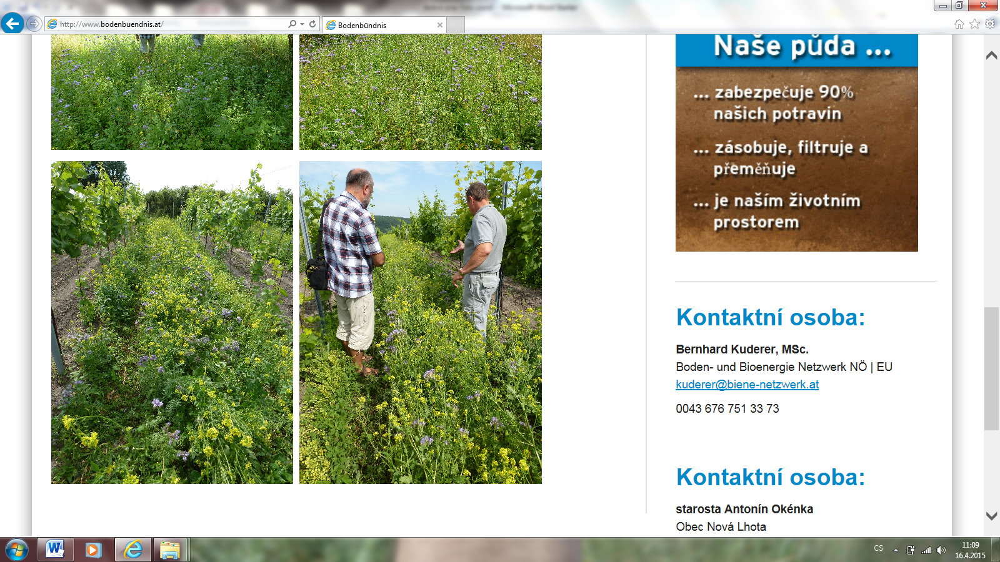 http://www.bodenbuendnis.at/
Bodenbündnis
Naše půda ...
... zabezpečuje 90%
našich potravin
... zásobuje, filtruje a
přeměňuje
... je naším životním
prostorem
Kontaktní osoba:
Bernhard Kuderer, MSc.
Boden- und Bioenergie Netzwerk NÖ | EU
kuderer@biene-netzwerk.at
0043 676 751 33 73
Kontaktní osoba:
starosta Antonín Okénka
Obec Nová Lhota
CS
11:09
16.4.2015